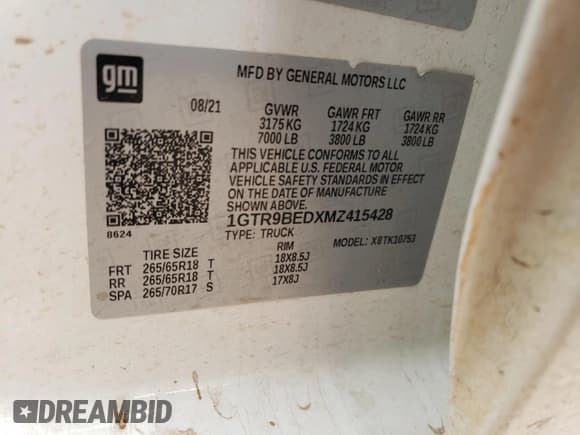 gm
MFD BY GENERAL MOTORS LLC
08/21 GVWR GAWR FRT GAWR RR
3175 KG 1724 KG 1724 KG
7000 LB 3800 LB 3800 LB
THIS VEHICLE CONFORMS TO ALL
APPLICABLE U.S. FEDERAL MOTOR
VEHICLE SAFETY STANDARDS IN EFFECT
ON THE DATE OF MANUFACTURE
SHOWN ABOVE.
1GTR9BEDXMZ415428
8624
TYPE: TRUCK MODEL: X8TK10753
TIRE SIZE RIM
FRT 265/65R18 T 18X8.5J
RR 265/65R18 T 18X8.5J
SPA 265/70R17 S 17X8J
DREAMBID